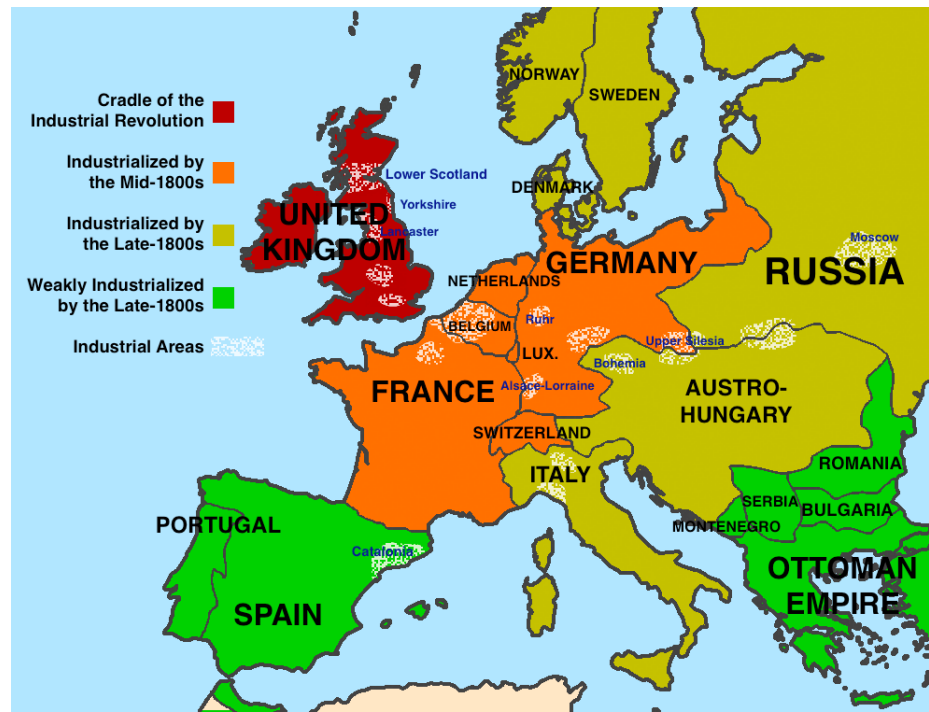 Cradle of the
Industrial Revolution
Industrialized by
the Mid-1800s
Industrialized by
the Late-1800s
Weakly Industrialized
by the Late-1800s
Industrial Areas
NORWAY
SWEDEN
DENMARK
Lower Scotland
Yorkshire
Lancaster
UNITED
KINGDOM
NETHERLANDS
GERMANY
Moscow
RUSSIA
BELGIUM
Ruhr
LUX.
Upper Silesia
Bohemia
Alsace-Lorraine
FRANCE
AUSTRO-
HUNGARY
SWITZERLAND
ITALY
ROMANIA
SERBIA
BULGARIA
MONTENEGRO
PORTUGAL
Catalonia
SPAIN
OTTOMAN
EMPIRE